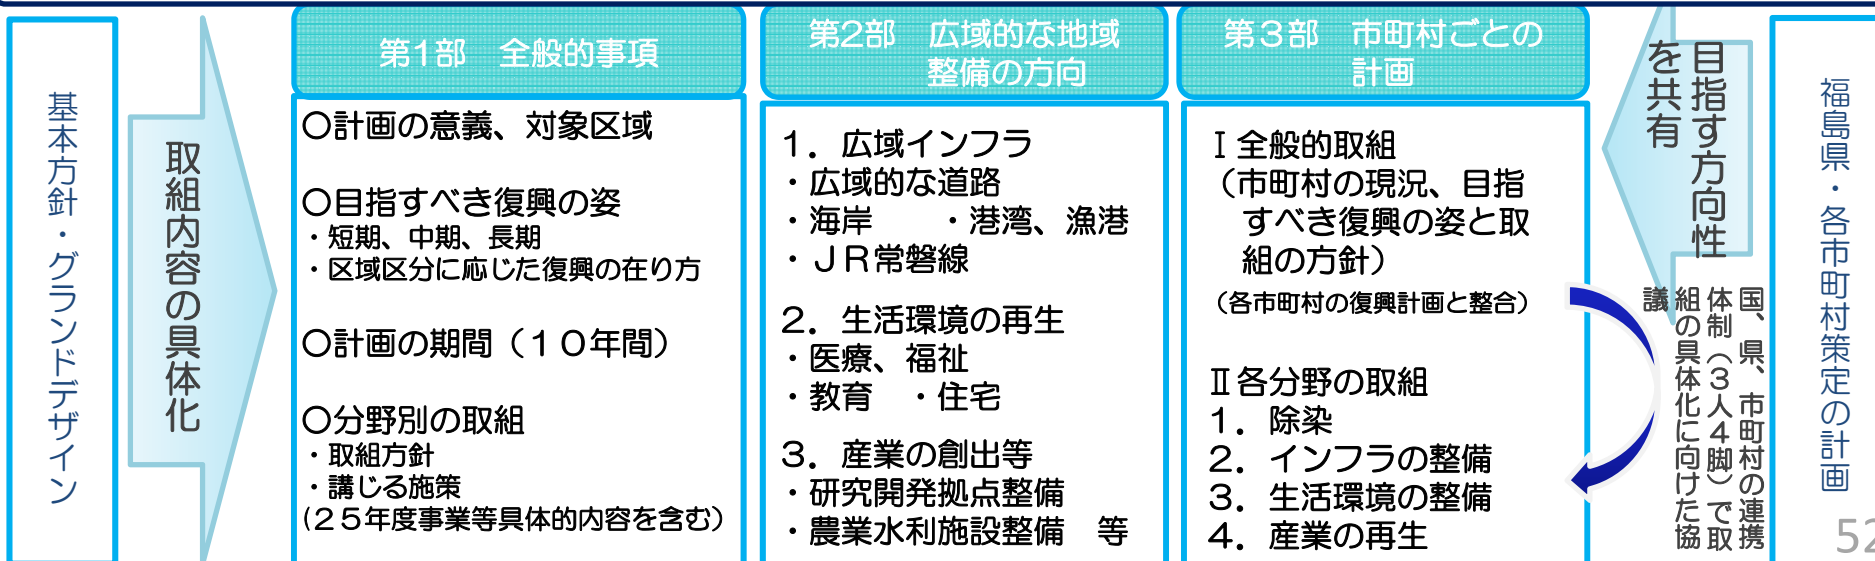 基本方針・グランドデザイン
取組内容の具体化
第1部　全般的事項
〇計画の意義、対象区域
〇目指すべき復興の姿
・短期、中期、長期
・区域区分に応じた復興の在り方
〇計画の期間（１０年間）
〇分野別の取組
・取組方針
・講じる施策
(２５年度事業等具体的内容を含む）
第2部　広域的な地域
整備の方向
１．広域インフラ
・広域的な道路
・海岸　　・港湾、漁港
・ＪＲ常磐線
２．生活環境の再生
・医療、福祉
・教育　・住宅
３．産業の創出等
・研究開発拠点整備
・農業水利施設整備　等
第３部　市町村ごとの
計画
Ⅰ全般的取組
（市町村の現況、目指
すべき復興の姿と取
組の方針）
（各市町村の復興計画と整合）
Ⅱ各分野の取組
１．除染
２．インフラの整備
３．生活環境の整備
４．産業の再生
目指す方向性
を共有
国、県、市町村の連携
体制（３人４脚）で取
組の具体化に向けた協
議
福島県・各市町村策定の計画
52